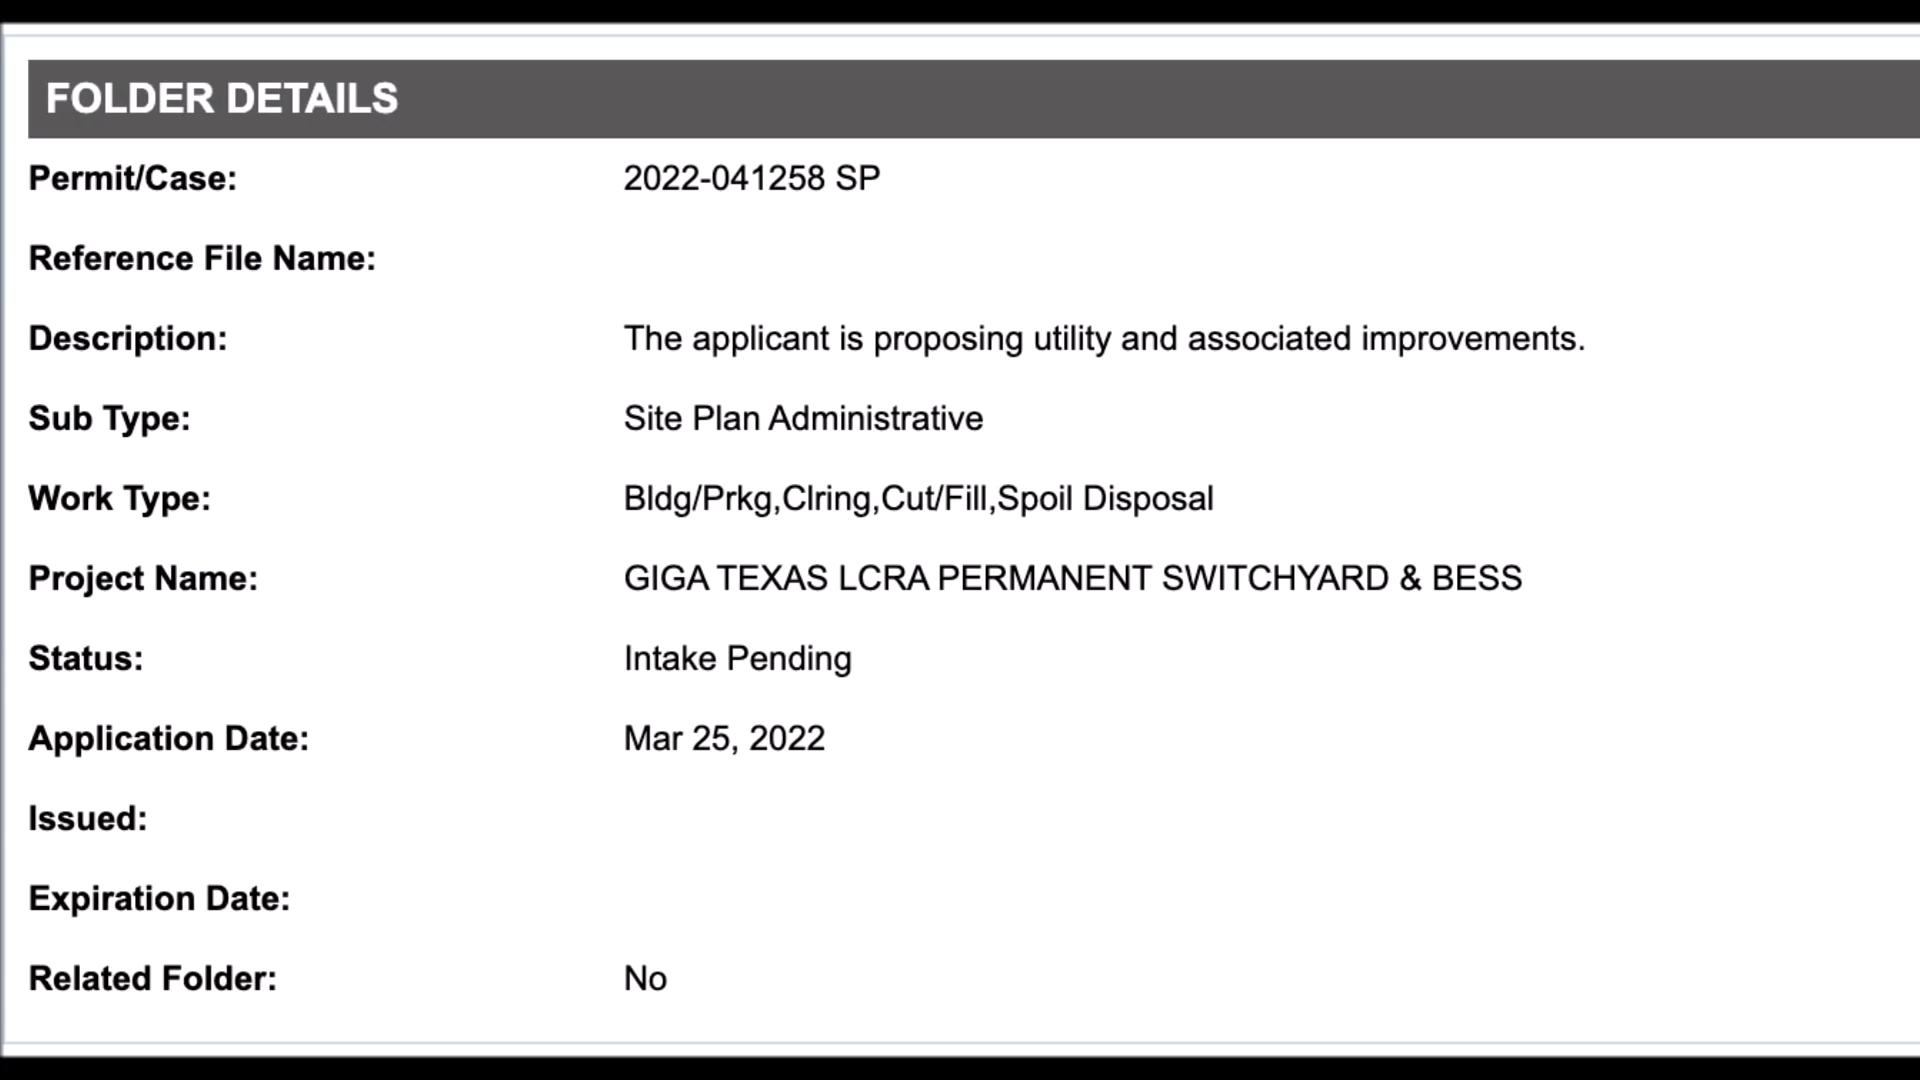 FOLDER DETAILS
Permit/Case: 2022-041258 SP
Reference File Name:
Description: The applicant is proposing utility and associated improvements.
Sub Type: Site Plan Administrative
Work Type: Bldg/Prkg,Clring,Cut/Fill,Spoil Disposal
Project Name: GIGA TEXAS LCRA PERMANENT SWITCHYARD & BESS
Status: Intake Pending
Application Date: Mar 25, 2022
Issued:
Expiration Date:
Related Folder: No